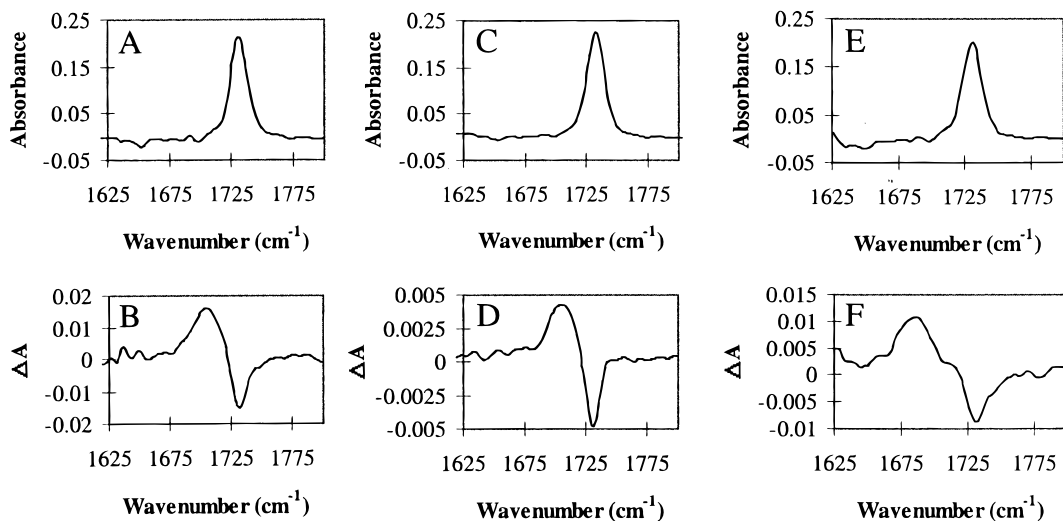 A
Absorbance
0.25
0.15
0.05
-0.05
1625 1675 1725 1775
Wavenumber (cm-1)
C
Absorbance
0.25
0.15
0.05
-0.05
1625 1675 1725 1775
Wavenumber (cm-1)
E
Absorbance
0.25
0.15
0.05
-0.05
1625 1675 1725 1775
Wavenumber (cm-1)
B
ΔA
0.02
0.01
0
-0.01
-0.02
1625 1675 1725 1775
Wavenumber (cm-1)
D
ΔA
0.005
0.0025
0
-0.0025
-0.005
1625 1675 1725 1775
Wavenumber (cm-1)
F
ΔA
0.015
0.01
0.005
0
-0.005
-0.01
1625 1675 1725 1775
Wavenumber (cm-1)